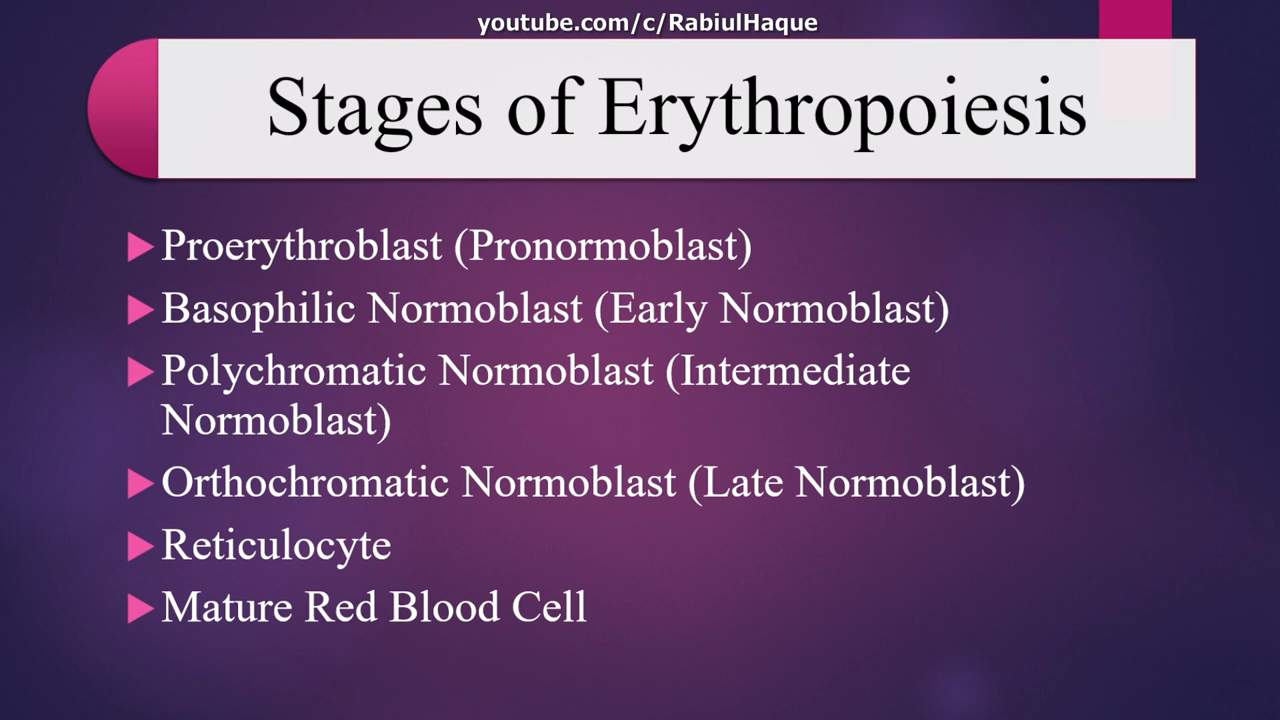 youtube.com/c/RabiulHaque
Stages of Erythropoiesis
Proerythroblast (Pronormoblast)
Basophilic Normoblast (Early Normoblast)
Polychromatic Normoblast (Intermediate
Normoblast)
Orthochromatic Normoblast (Late Normoblast)
Reticulocyte
Mature Red Blood Cell